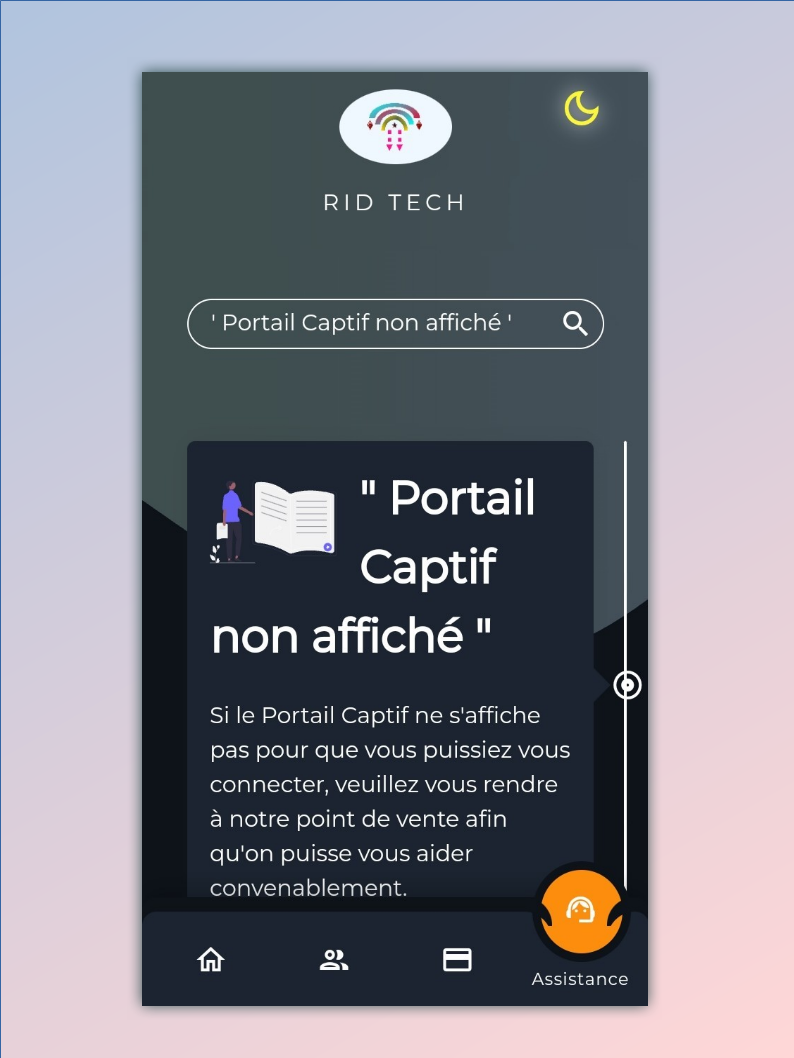 RID TECH
' Portail Captif non affiché '
" Portail
Captif
non affiché "
Si le Portail Captif ne s'affiche
pas pour que vous puissiez vous
connecter, veuillez vous rendre
à notre point de vente afin
qu'on puisse vous aider
convenablement.
Assistance